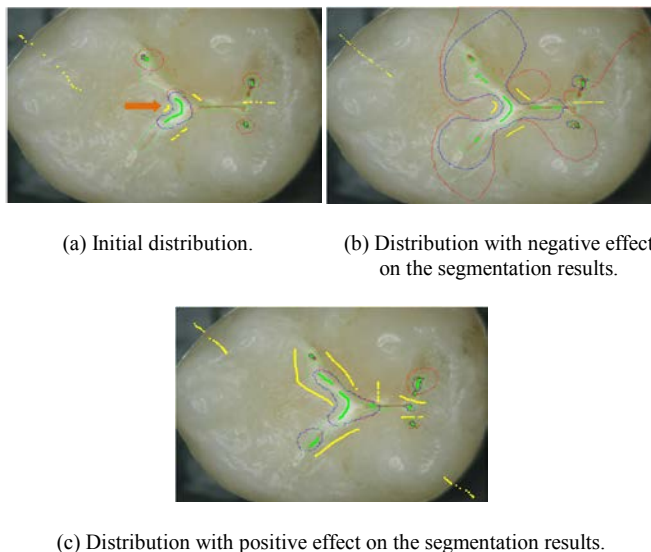 (a) Initial distribution.
(b) Distribution with negative effect
on the segmentation results.
(c) Distribution with positive effect on the segmentation results.